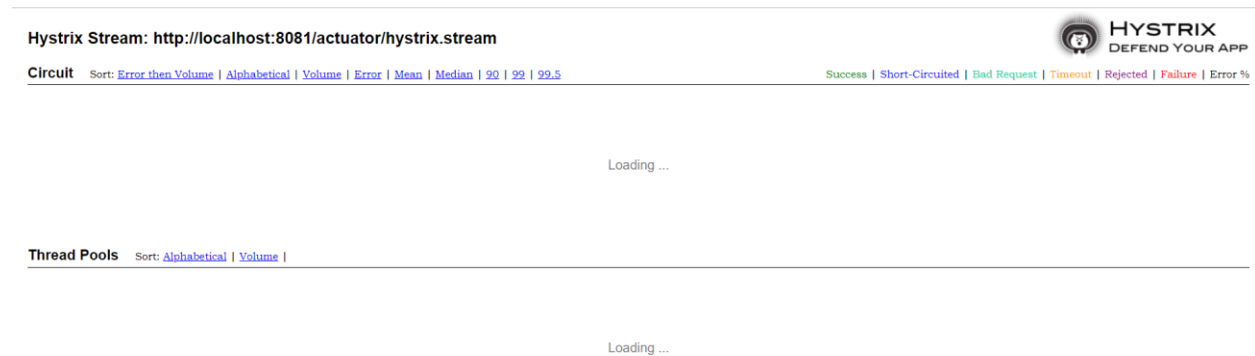 Hystrix Stream: http://localhost:8081/actuator/hystrix.stream
HYSTRIX
DEFEND YOUR APP
Circuit Sort: Error then Volume | Alphabetical | Volume | Error | Mean | Median | 90 | 99 | 99.5
Success | Short-Circuited | Bad Request | Timeout | Rejected | Failure | Error %
Loading ...
Thread Pools Sort: Alphabetical | Volume |
Loading ...